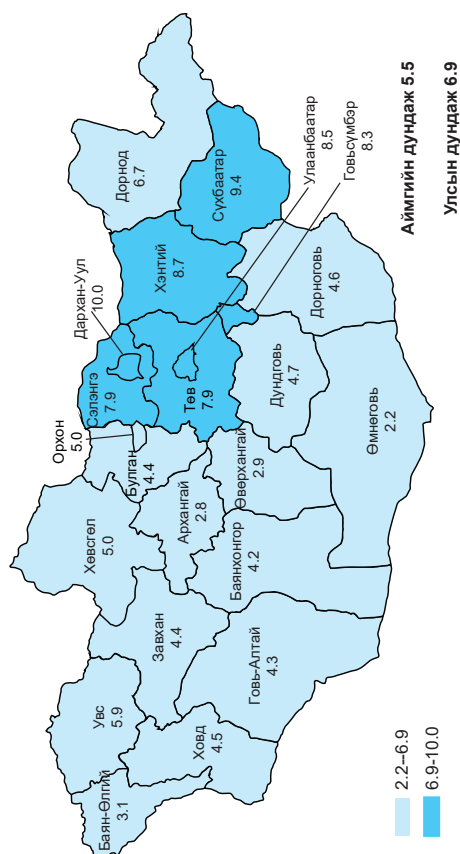 Баян-Өлгий
3.1
Увс
5.9
Ховд
4.5
Завхан
4.4
Говь-Алтай
4.3
Хөвсгөл
5.0
Архангай
2.8
Баянхонгор
4.2
Орхон
5.0
Булган
4.4
Өвөрхангай
2.9
Сэлэнгэ
7.9
Дархан-Уул
10.0
Төв
7.9
Дундговь
4.7
Өмнөговь
2.2
Хэнтий
8.7
Дорноговь
4.6
Дорнод
6.7
Сүхбаатар
9.4
Улаанбаатар
8.5
Говьсүмбэр
8.3
Аймгийн дундаж 5.5
Улсын дундаж 6.9
2.2–6.9
6.9-10.0